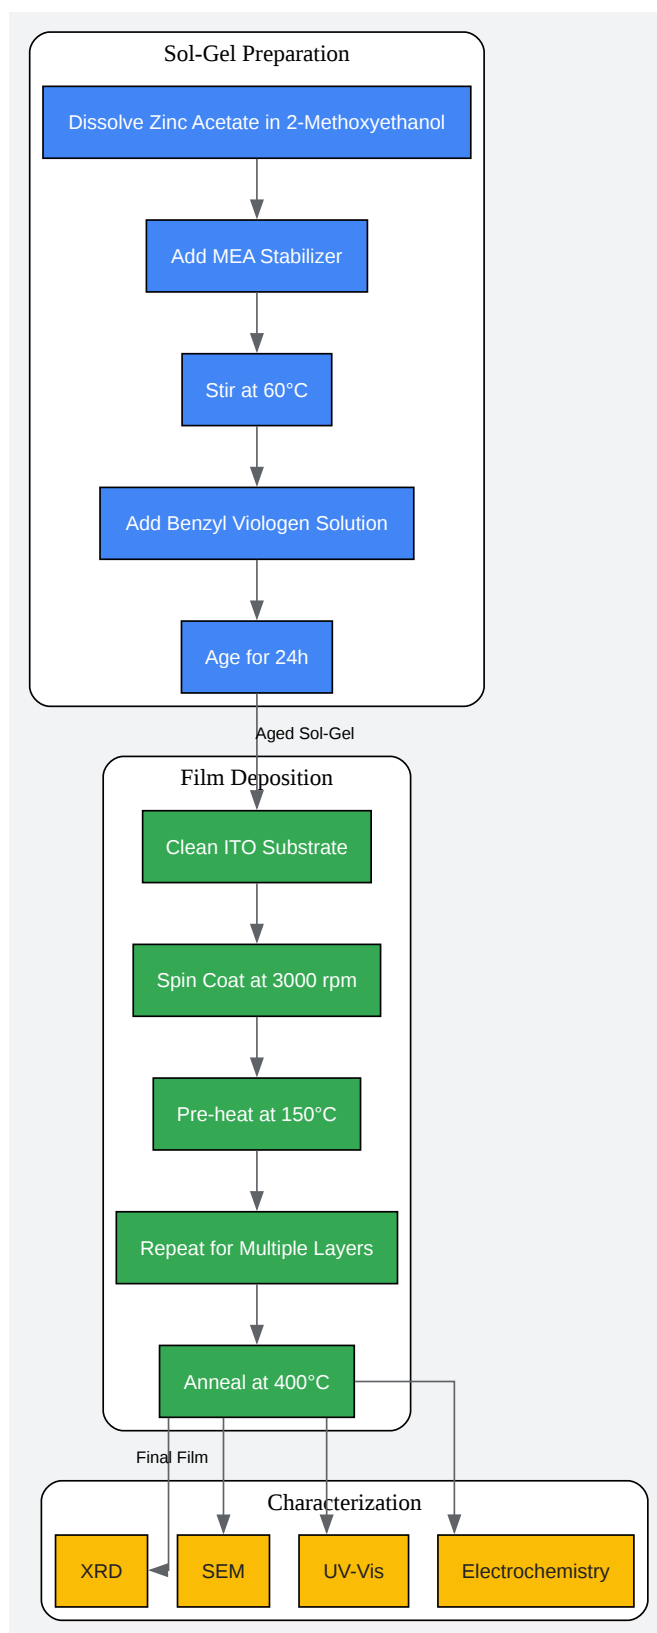 Sol-Gel Preparation
Dissolve Zinc Acetate in 2-Methoxyethanol
Add MEA Stabilizer
Stir at 60°C
Add Benzyl Viologen Solution
Age for 24h
Aged Sol-Gel
Film Deposition
Clean ITO Substrate
Spin Coat at 3000 rpm
Pre-heat at 150°C
Repeat for Multiple Layers
Anneal at 400°C
Final Film
Characterization
XRD
SEM
UV-Vis
Electrochemistry